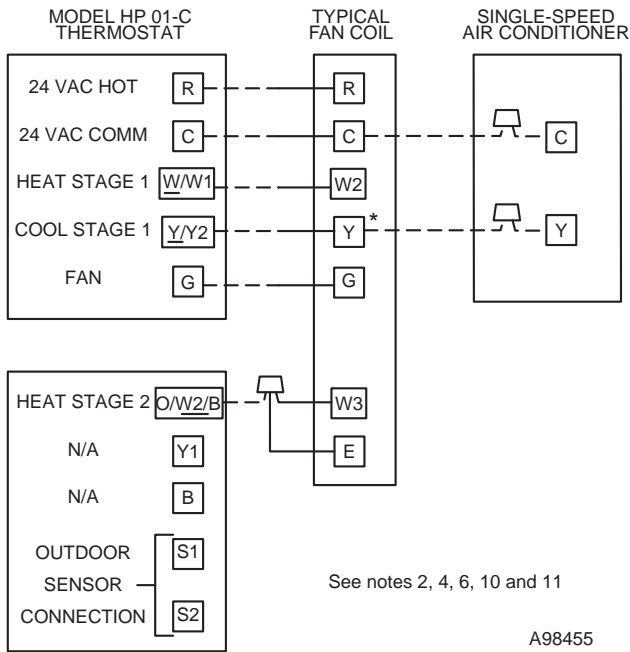 MODEL HP 01-C
THERMOSTAT
TYPICAL
FAN COIL
SINGLE-SPEED
AIR CONDITIONER
24 VAC HOT R R
24 VAC COMM C C C
HEAT STAGE 1 W/W1 W2
COOL STAGE 1 Y/Y2 Y * Y
FAN G G
HEAT STAGE 2 O/W2/B W3
N/A Y1 E
N/A B
OUTDOOR S1
SENSOR
CONNECTION S2
See notes 2, 4, 6, 10 and 11
A98455